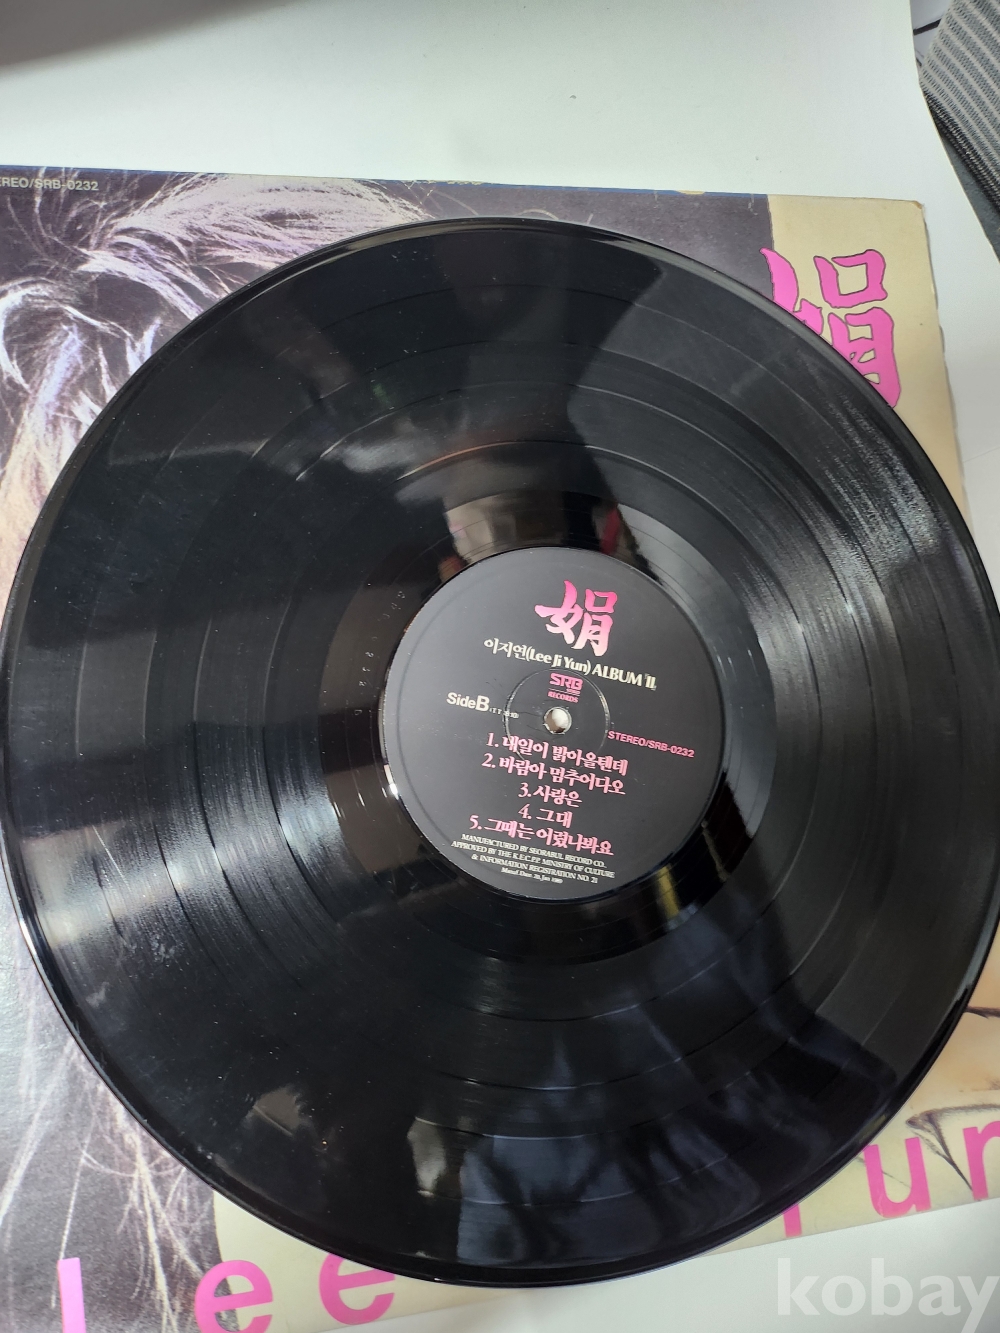 STEREO/SRB-0232
娟
娟
이지연(Lee Ji Yun) ALBUM 'II,
SRB
RECORDS
SideB
STEREO/SRB-0232
1. 내일이 밝아올텐데
2. 바람아 멈추어다오
3. 사랑은
4. 그대
5. 그때는 어렸나봐요
MANUFACTURED BY SEORABUL RECORD CO.
APPROVED BY THE K.E.C.P.P. MINISTRY OF CULTURE
& INFORMATION REGISTRATION NO. 21
Lee
un
kobay